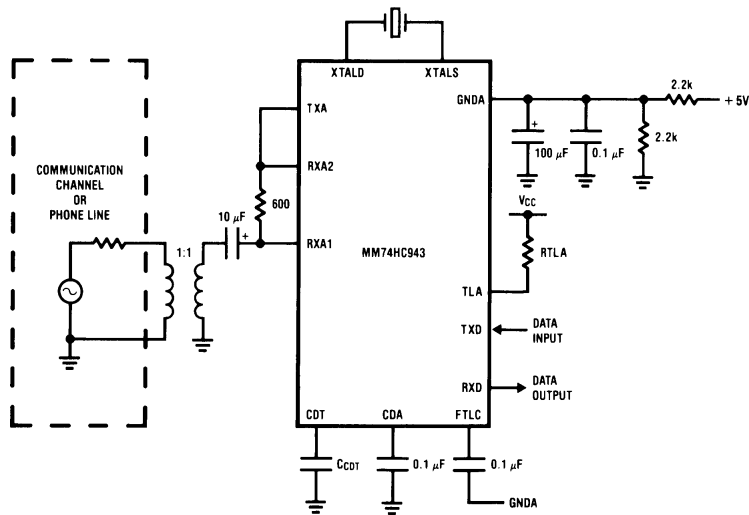 XTALD
XTALS
TXA
GNDA
2.2k
+5V
+
100 µF
0.1 µF
2.2k
RXA2
COMMUNICATION
CHANNEL
OR
PHONE LINE
600
10 µF
+
1:1
RXA1
MM74HC943
VCC
RTLA
TLA
TXD
DATA
INPUT
RXD
DATA
OUTPUT
CDT
CDA
FTLC
CCDT
0.1 µF
0.1 µF
GNDA